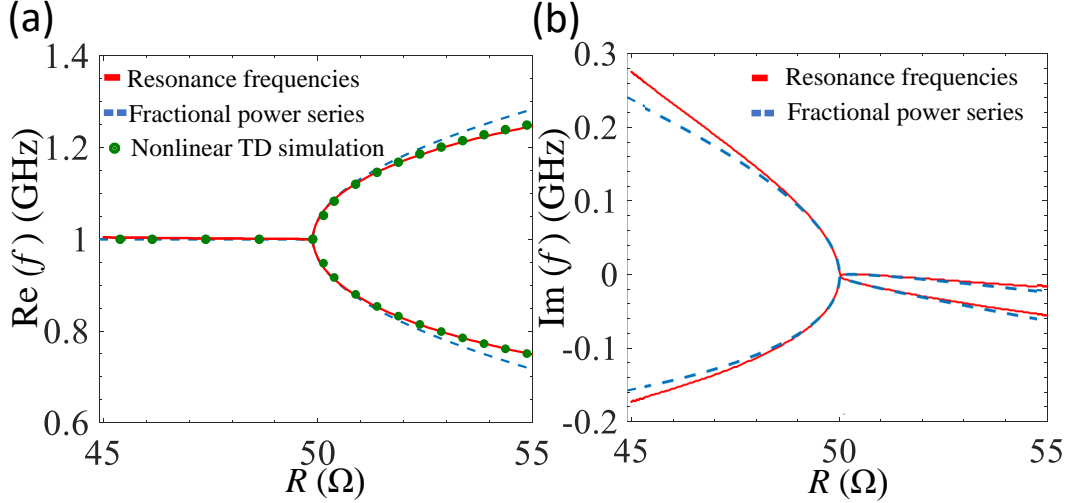 (a)
1.4
1.2
1
0.8
0.6
45
50
55
Re (f) (GHz)
R (Ω)
Resonance frequencies
Fractional power series
Nonlinear TD simulation
(b)
0.3
0.2
0.1
0
-0.1
-0.2
45
50
55
Im (f) (GHz)
R (Ω)
Resonance frequencies
Fractional power series